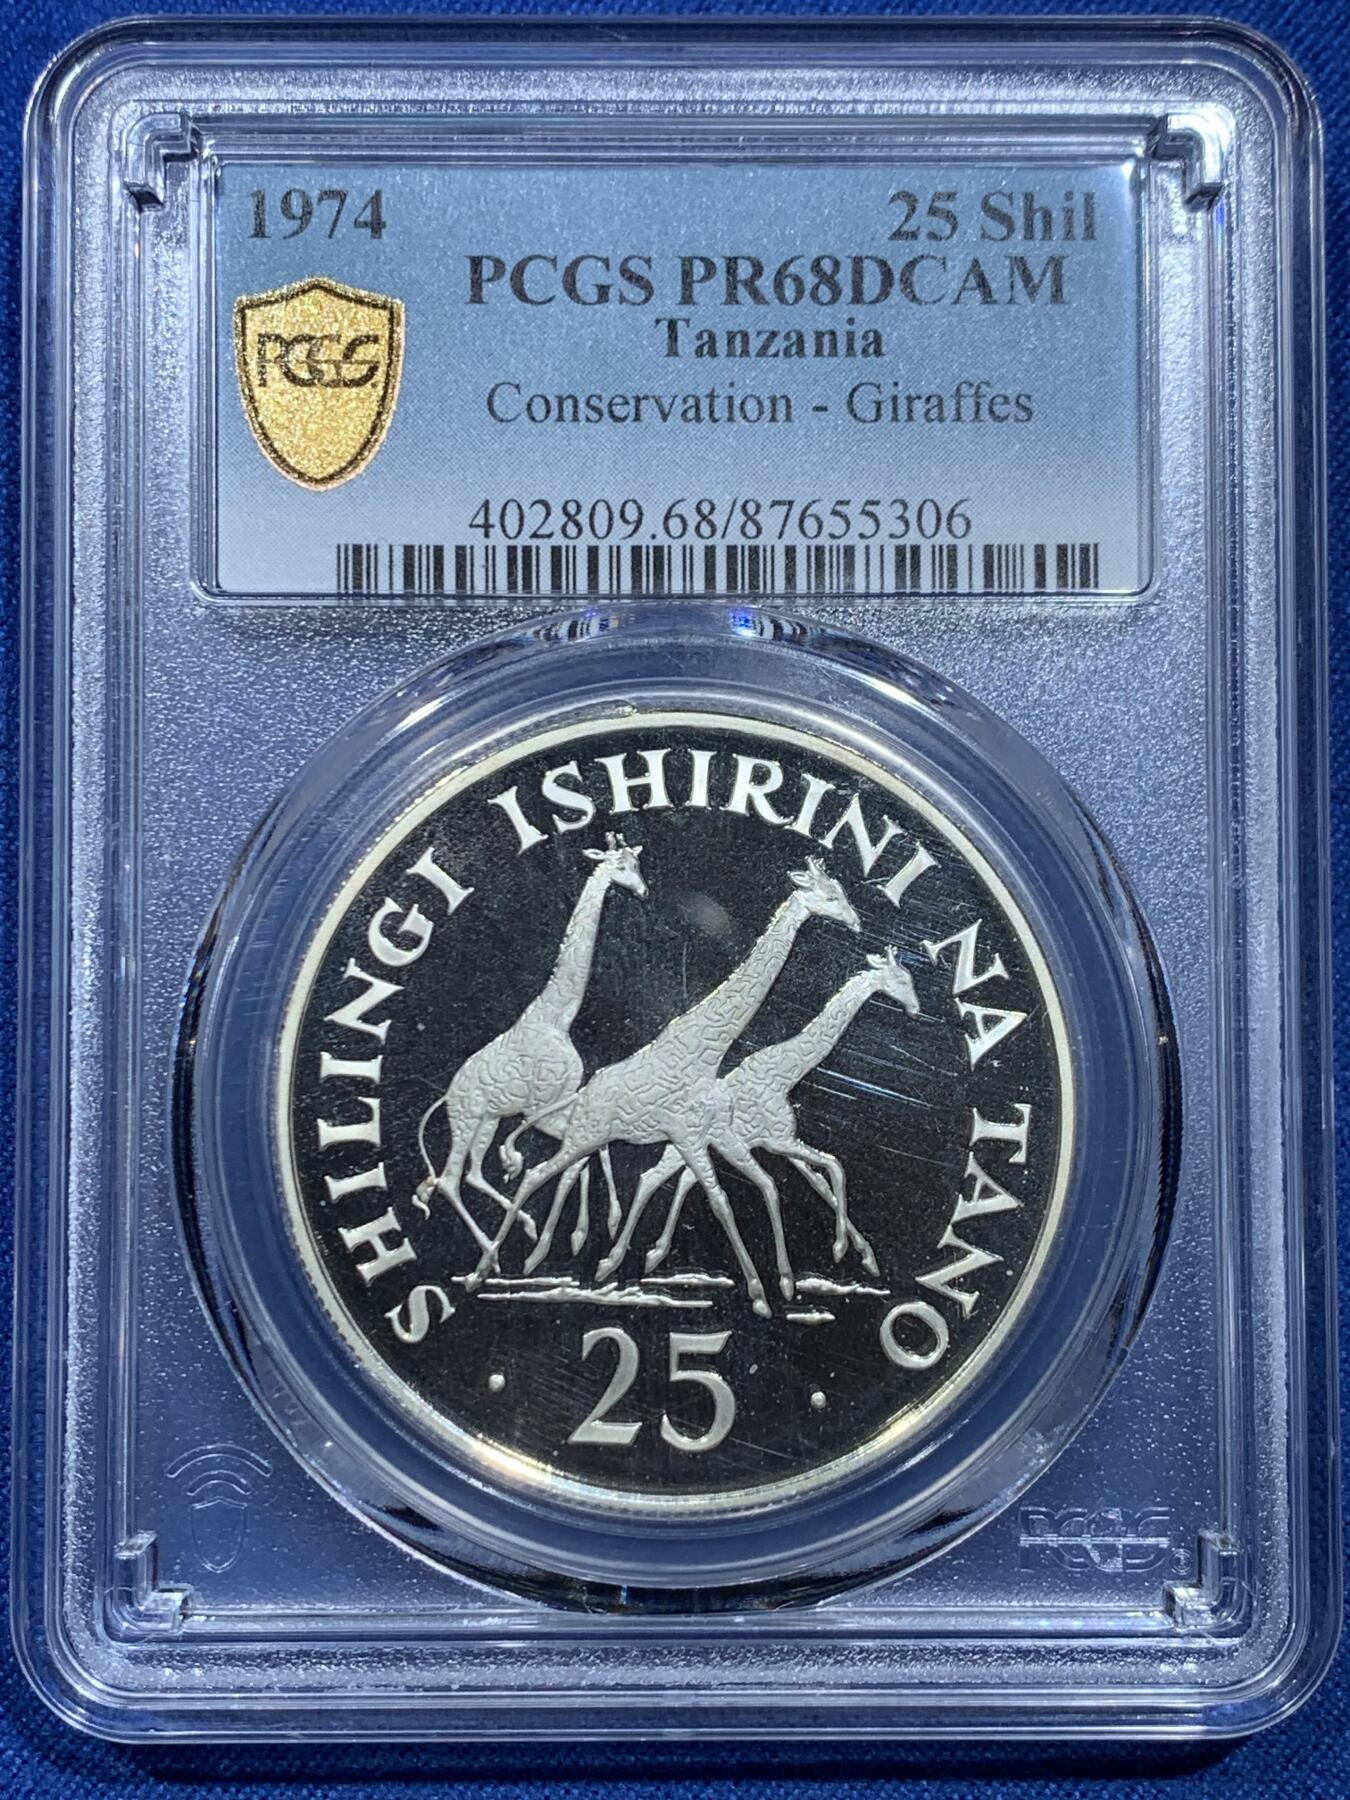 1974 25 Shil
PCGS PR68DCAM
Tanzania
PCGS
Conservation - Giraffes
402809.68/87655306
SHILINGI ISHIRINI NA TANO
· 25 ·
PCGS